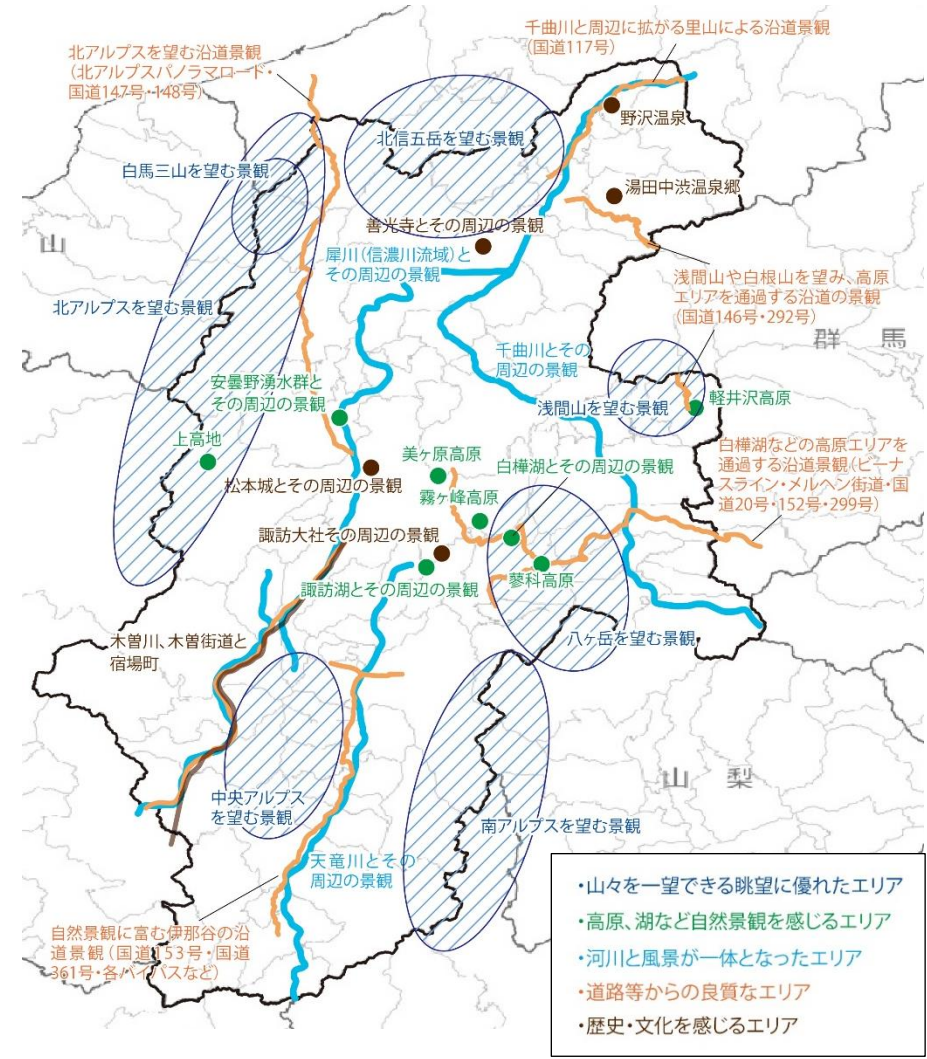 北アルプスを望む沿道景観
(北アルプスパノラマロード・
国道147号・148号)
千曲川と周辺に拡がる里山による沿道景観
(国道117号)
北信五岳を望む景観
野沢温泉
白馬三山を望む景観
湯田中渋温泉郷
善光寺とその周辺の景観
山
犀川(信濃川流域)と
その周辺の景観
浅間山や白根山を望み、高原
エリアを通過する沿道の景観
(国道146号・292号)
北アルプスを望む景観
群 馬
千曲川とその
周辺の景観
安曇野湧水群と
その周辺の景観
浅間山を望む景観
軽井沢高原
上高地
美ヶ原高原
白樺湖とその周辺の景観
白樺湖などの高原エリアを
通過する沿道景観(ビーナ
スライン・メルヘン街道・国
道20号・152号・299号)
松本城とその周辺の景観
霧ヶ峰高原
諏訪大社その周辺の景観
諏訪湖とその周辺の景観
蓼科高原
木曽川、木曽街道と
宿場町
八ヶ岳を望む景観
山 梨
中央アルプス
を望む景観
南アルプスを望む景観
天竜川とその
周辺の景観
自然景観に富む伊那谷の沿
道景観(国道153号・国道
361号・各バイパスなど)
・山々を一望できる眺望に優れたエリア
・高原、湖など自然景観を感じるエリア
・河川と風景が一体となったエリア
・道路等からの良質なエリア
・歴史・文化を感じるエリア